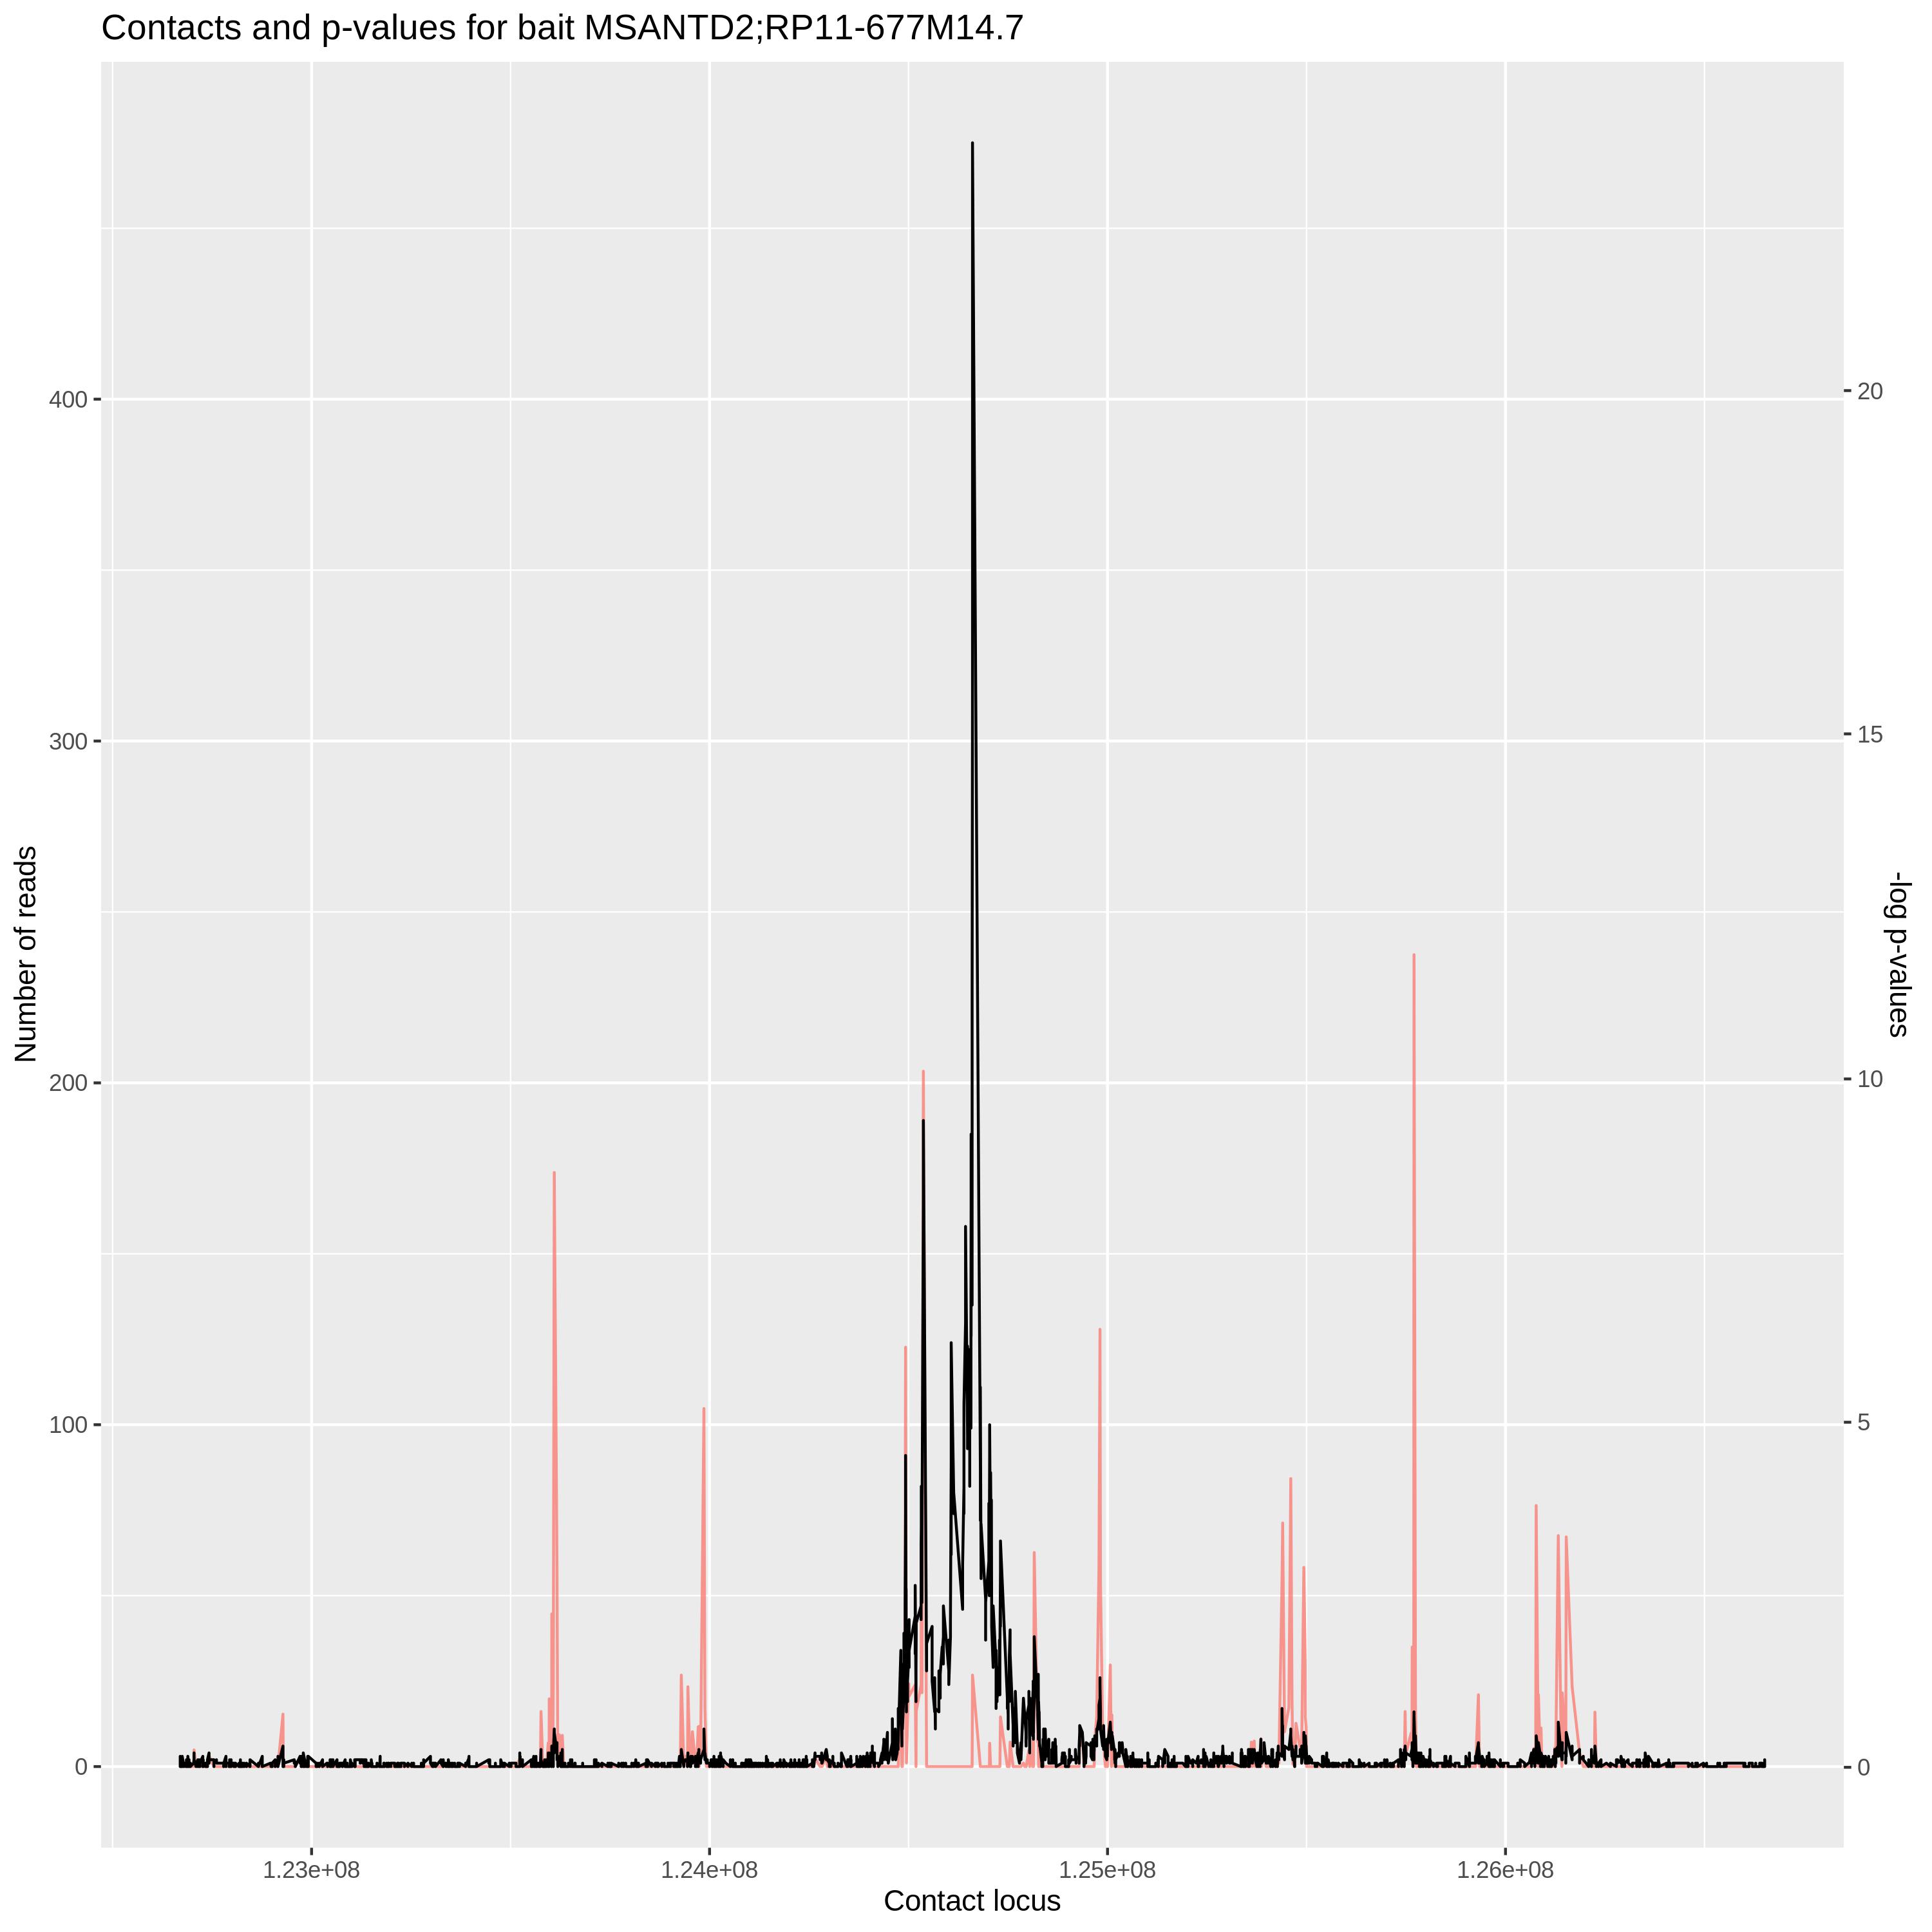 Contacts and p-values for bait MSANTD2;RP11-677M14.7
Number of reads
400
300
200
100
0
20
15
10
5
0
-log p-values
1.23e+08
1.24e+08
1.25e+08
1.26e+08
Contact locus